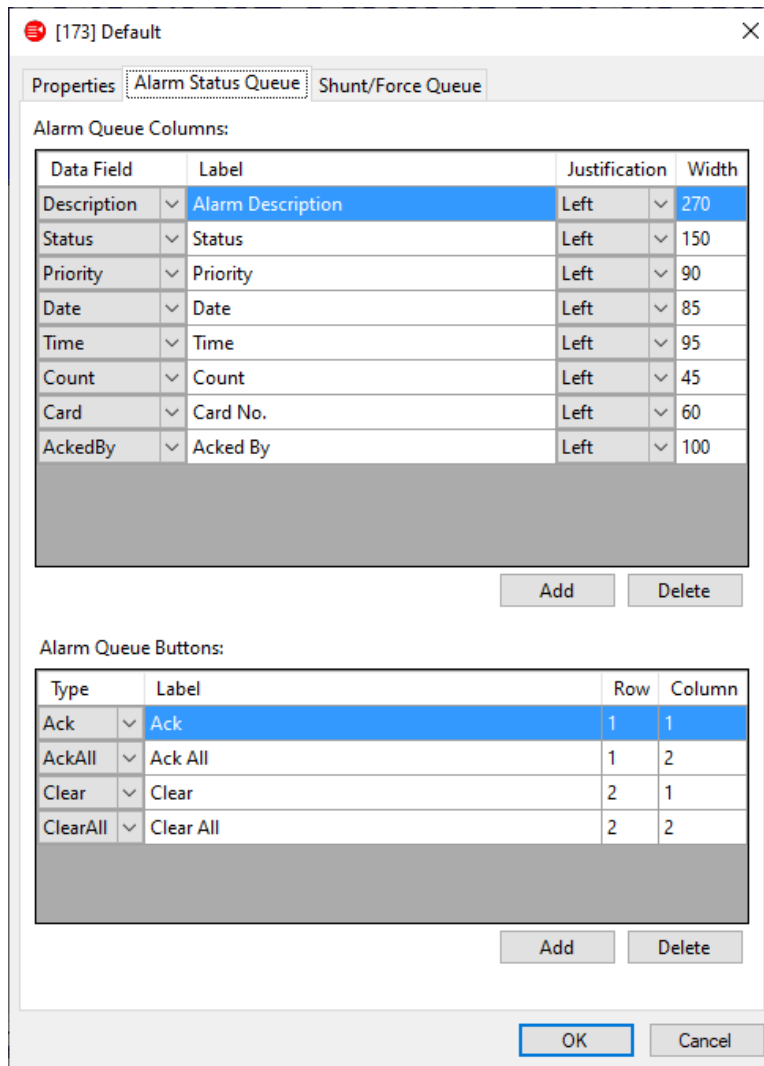 [173] Default
Properties Alarm Status Queue Shunt/Force Queue
Alarm Queue Columns:
Data Field Label Justification Width
Description Alarm Description Left 270
Status Status Left 150
Priority Priority Left 90
Date Date Left 85
Time Time Left 95
Count Count Left 45
Card Card No. Left 60
AckedBy Acked By Left 100
Add Delete
Alarm Queue Buttons:
Type Label Row Column
Ack Ack 1 1
AckAll Ack All 1 2
Clear Clear 2 1
ClearAll Clear All 2 2
Add Delete
OK Cancel